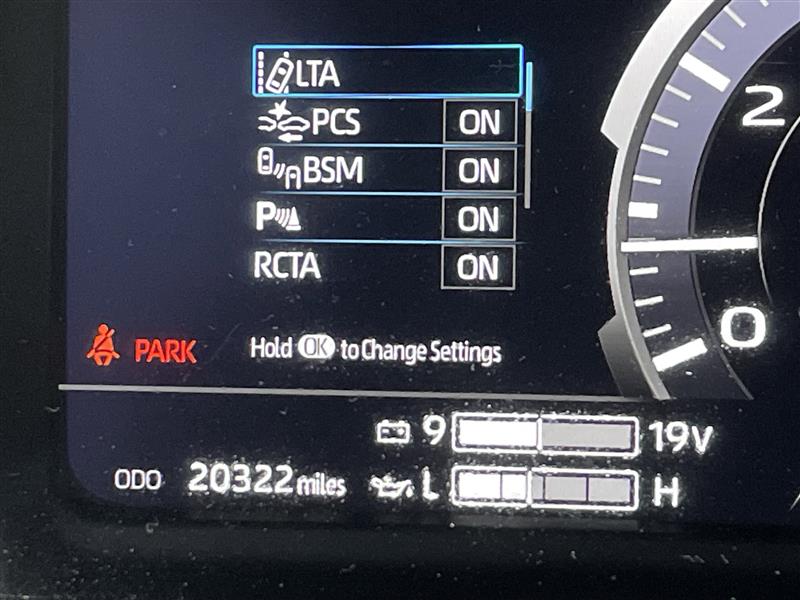 LTA
PCS ON
BSM ON
P ON
RCTA ON
2
0
PARK
Hold OK to Change Settings
9 19V
ODO 20322 miles L H